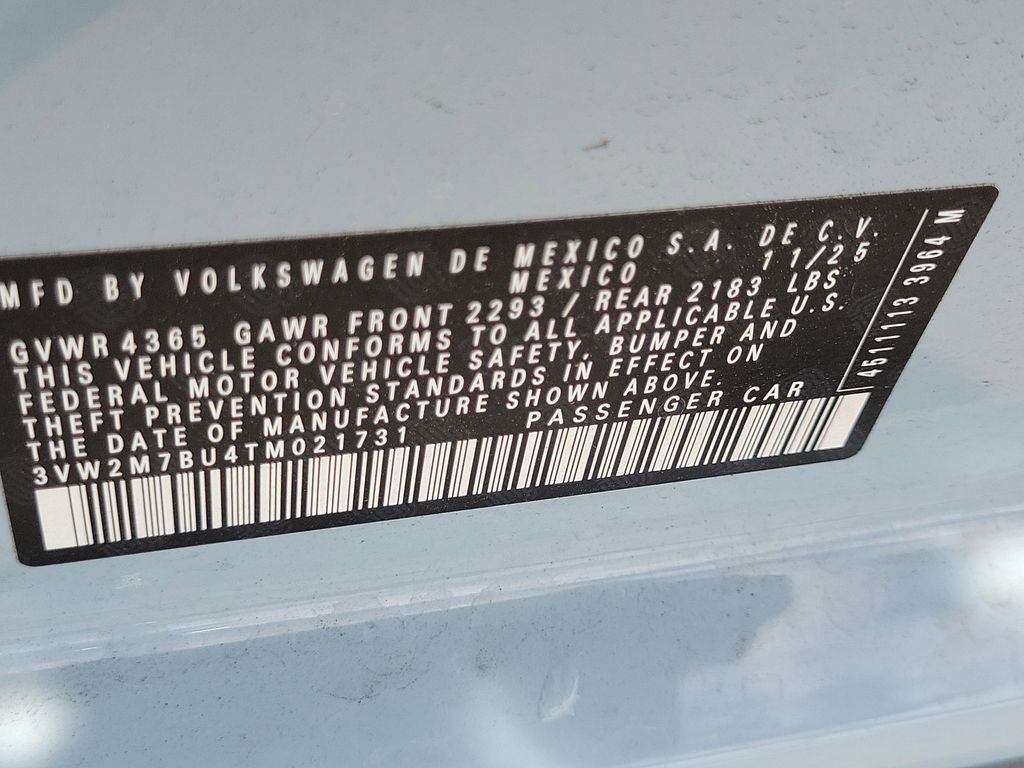 MFD BY VOLKSWAGEN DE MEXICO S.A. DE C.V.
MEXICO 11/25
GVWR 4365 GAWR FRONT 2293 / REAR 2183 LBS
THIS VEHICLE CONFORMS TO ALL APPLICABLE U.S.
FEDERAL MOTOR VEHICLE SAFETY, BUMPER AND
THEFT PREVENTION STANDARDS IN EFFECT ON
THE DATE OF MANUFACTURE SHOWN ABOVE.
3VW2M7BU4TM021731 PASSENGER CAR
4511113 3964 M